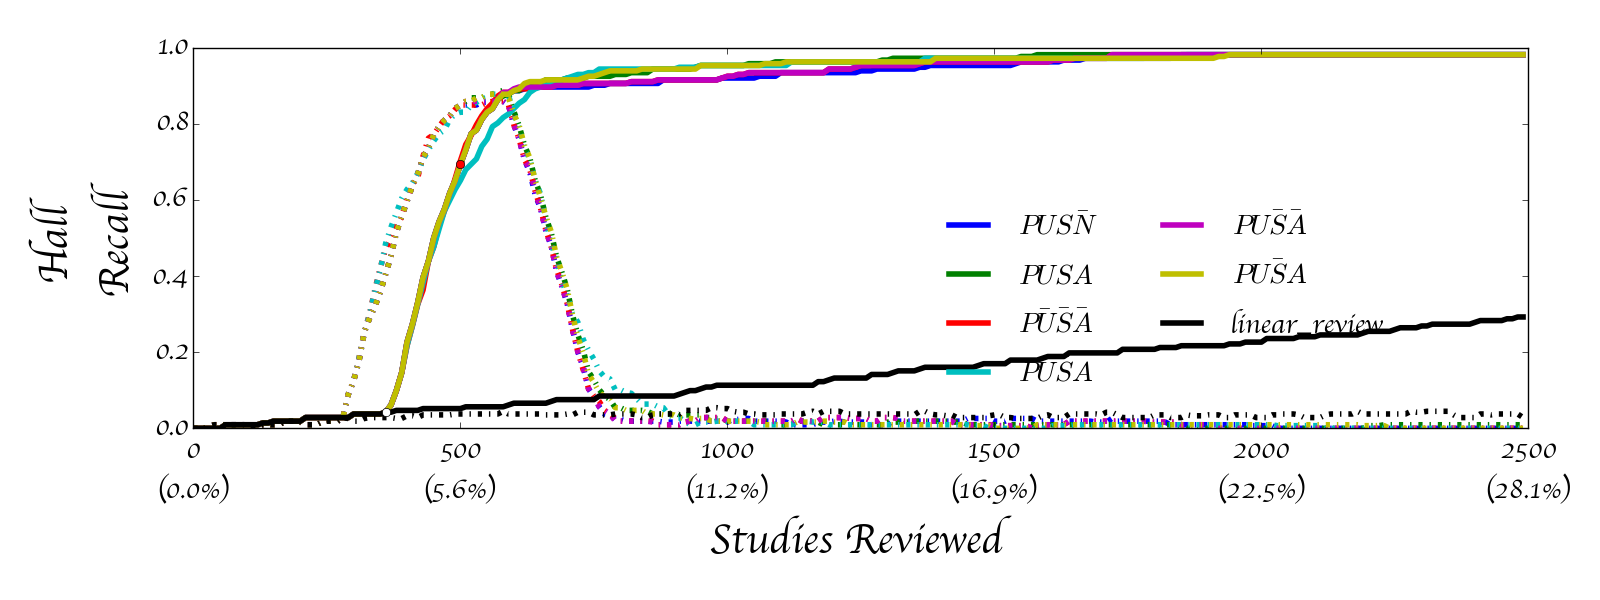 Hall
Recall
1.0
0.8
0.6
0.4
0.2
0.0
PUSN̄
PUSA
PŪS̄Ā
PUSA
PUS̄Ā
PUS̄A
linear_review
0 500 1000 1500 2000 2500
(0.0%) (5.6%) (11.2%) (16.9%) (22.5%) (28.1%)
Studies Reviewed